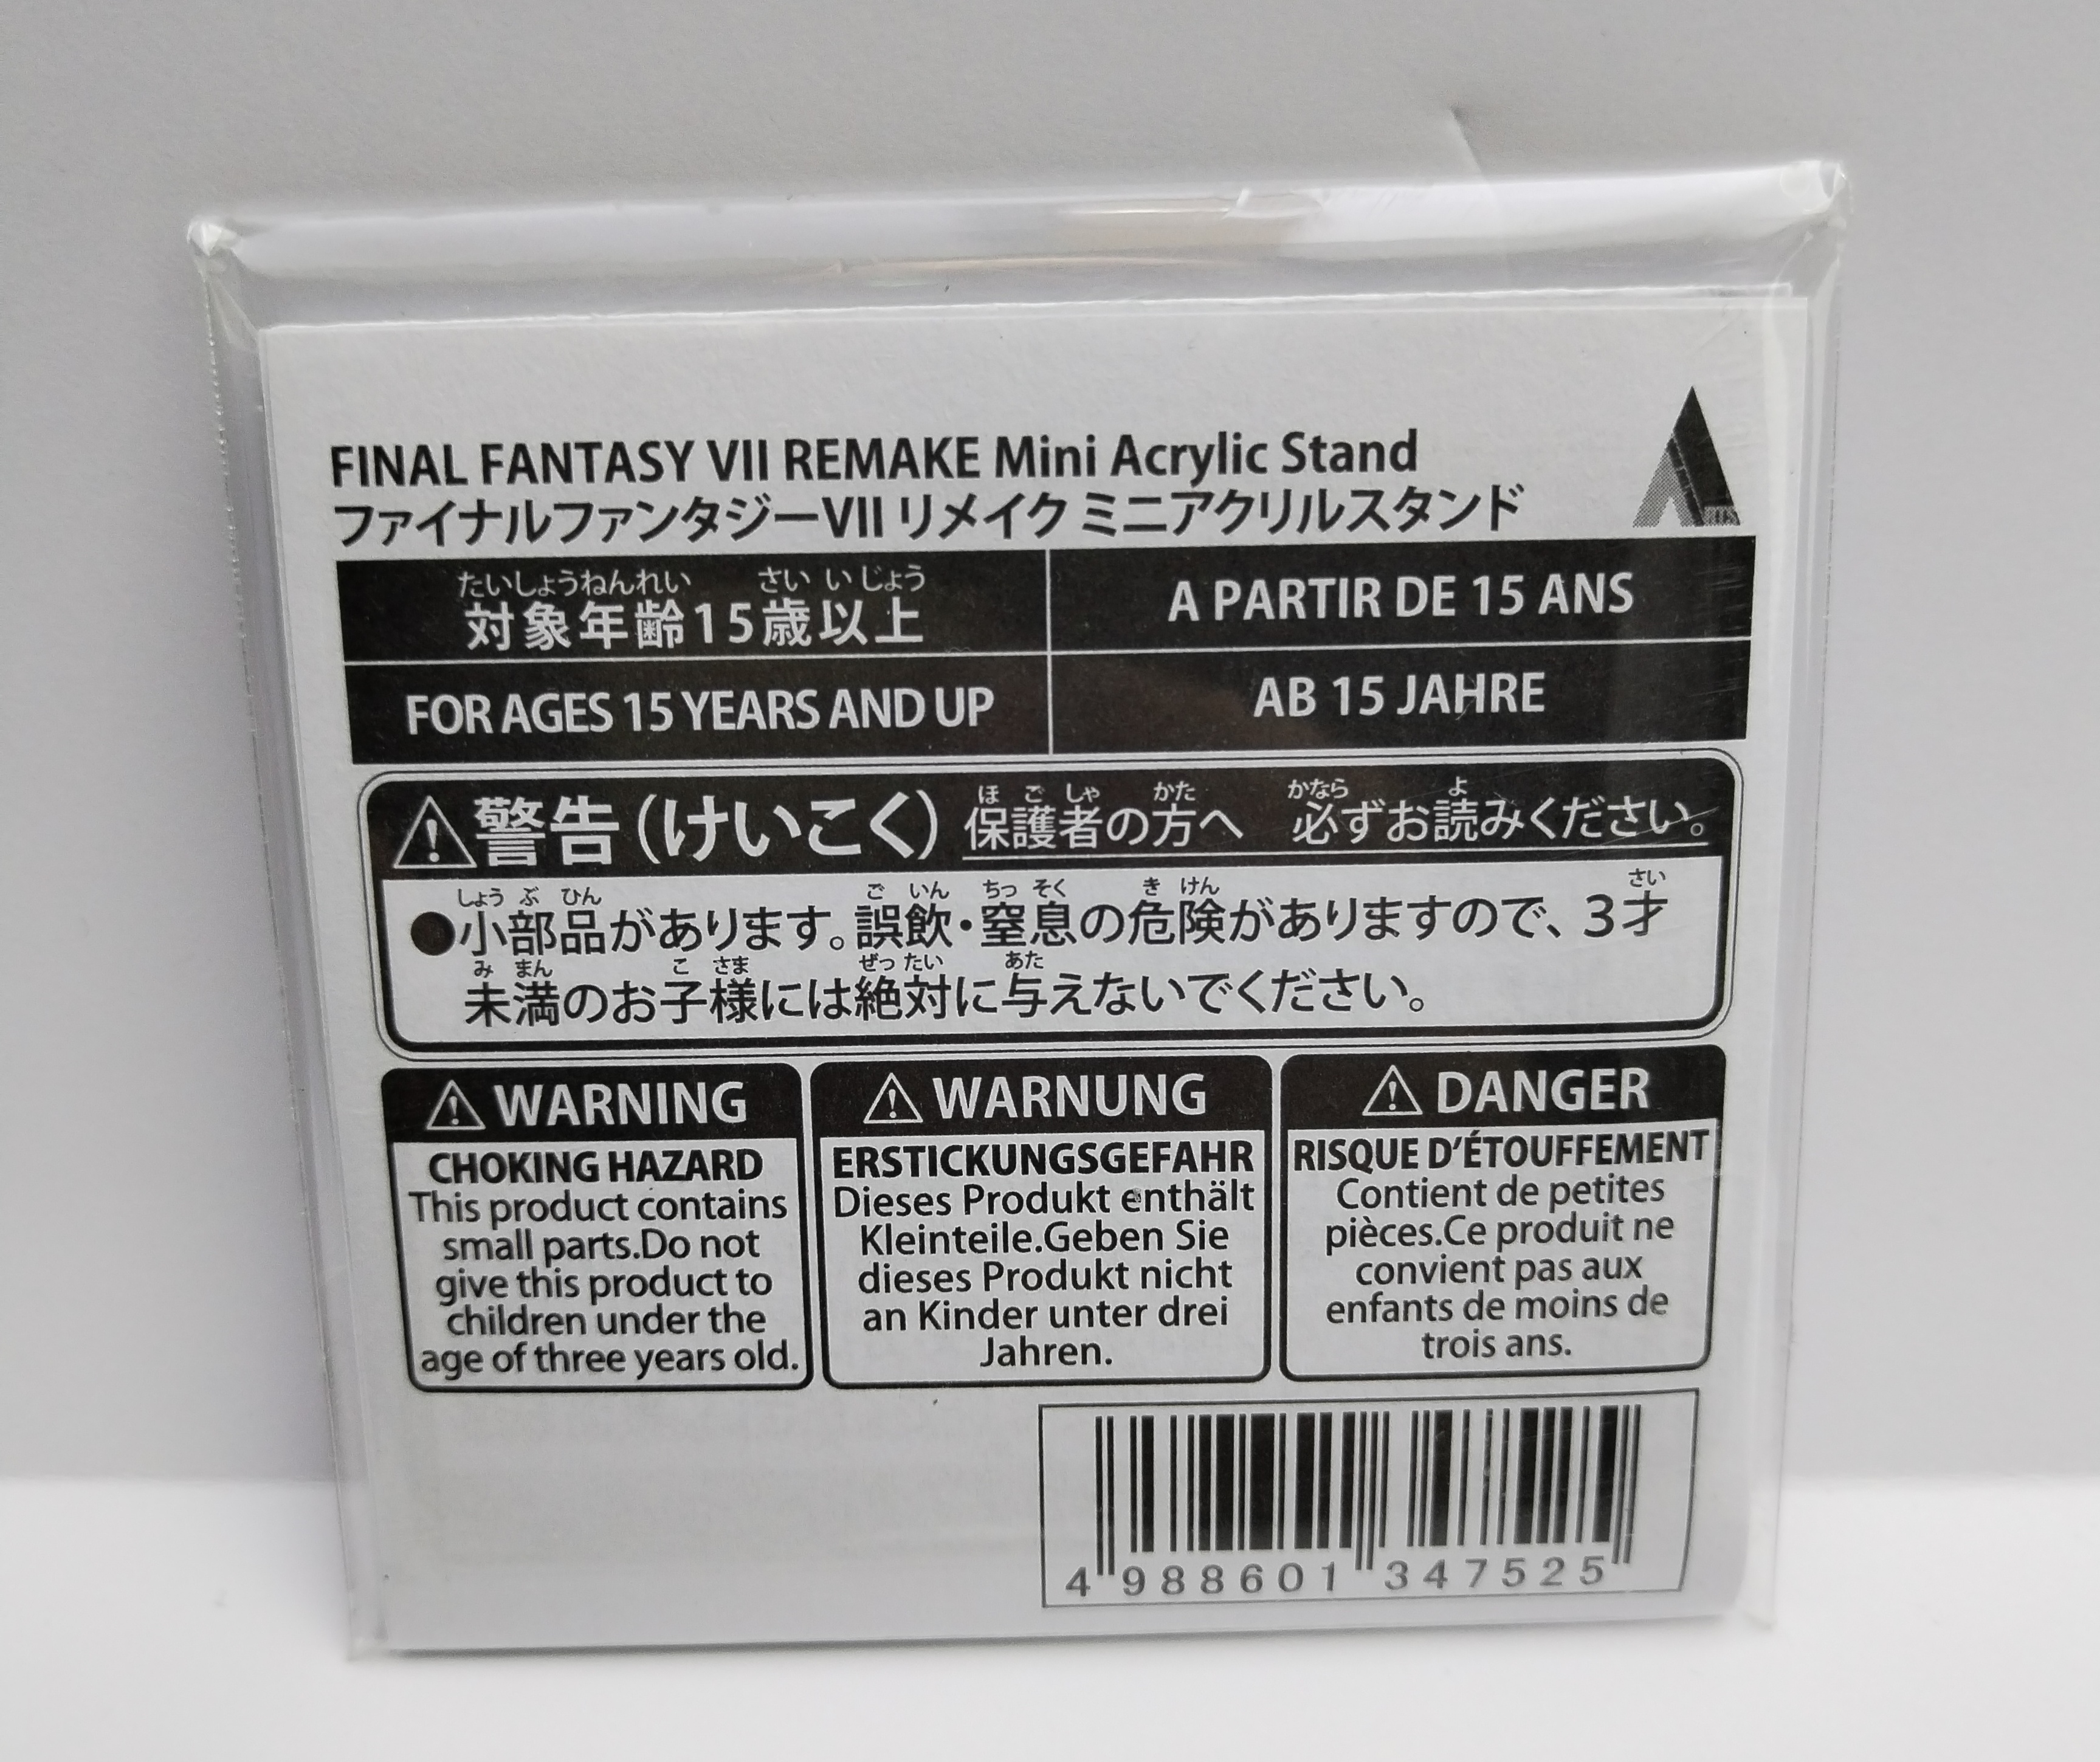 FINAL FANTASY VII REMAKE Mini Acrylic Stand
ファイナルファンタジーVII リメイク ミニアクリルスタンド
たいしょうねんれい さい いじょう
対象年齢15歳以上
A PARTIR DE 15 ANS
FOR AGES 15 YEARS AND UP
AB 15 JAHRE
ほ ご しゃ かた かなら よ
⚠警告(けいこく) 保護者の方へ 必ずお読みください。
しょう ぶ ひん ご いん ちっ そく き けん さい
●小部品があります。誤飲・窒息の危険がありますので、3才
み まん こ さま ぜっ たい あた
未満のお子様には絶対に与えないでください。
⚠ WARNING
CHOKING HAZARD
This product contains
small parts.Do not
give this product to
children under the
age of three years old.
⚠ WARNUNG
ERSTICKUNGSGEFAHR
Dieses Produkt enthält
Kleinteile.Geben Sie
dieses Produkt nicht
an Kinder unter drei
Jahren.
⚠ DANGER
RISQUE D'ÉTOUFFEMENT
Contient de petites
pièces.Ce produit ne
convient pas aux
enfants de moins de
trois ans.
4 988601 347525